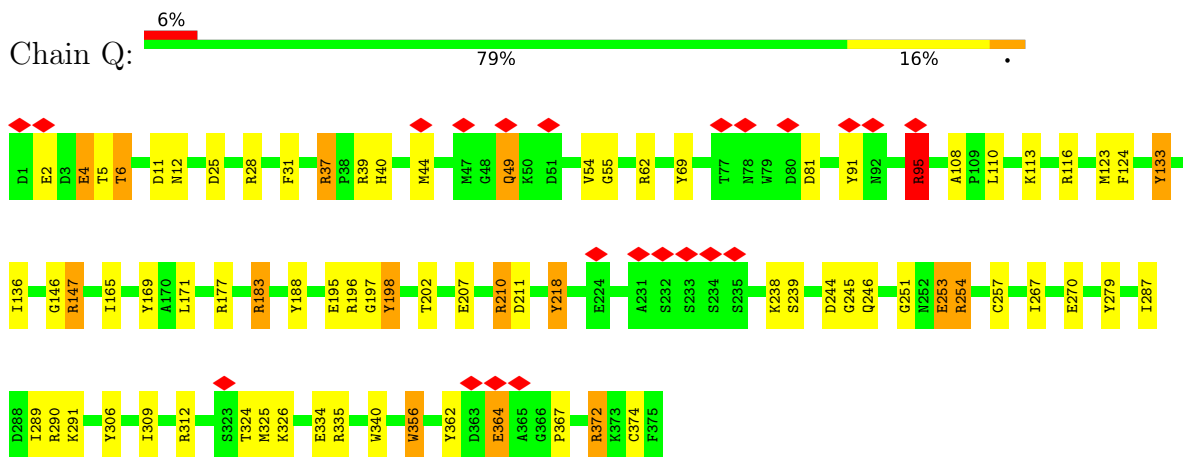 6%
Chain Q:
79% 16% •
D1 E2 D3 E4 T5 T6 D11 N12 D25 R28 F31 R37 P38 R39 H40 M44 M47 G48 Q49 K50 D51 V54 G55 R62 Y69 T77 N78 W79 D80 D81 Y91 N92 R95 A108 P109 L110 K113 R116 M123 F124 Y133
I136 G146 R147 I165 Y169 A170 L171 R177 R183 Y188 E195 R196 G197 Y198 T202 E207 R210 D211 Y218 E224 A231 S232 S233 S234 S235 K238 S239 D244 G245 Q246 G251 N252 E253 R254 C257 I267 E270 Y279 I287
D288 I289 R290 K291 Y306 I309 R312 S323 T324 M325 K326 E334 R335 W340 W356 Y362 D363 E364 A365 G366 P367 R372 K373 C374 F375